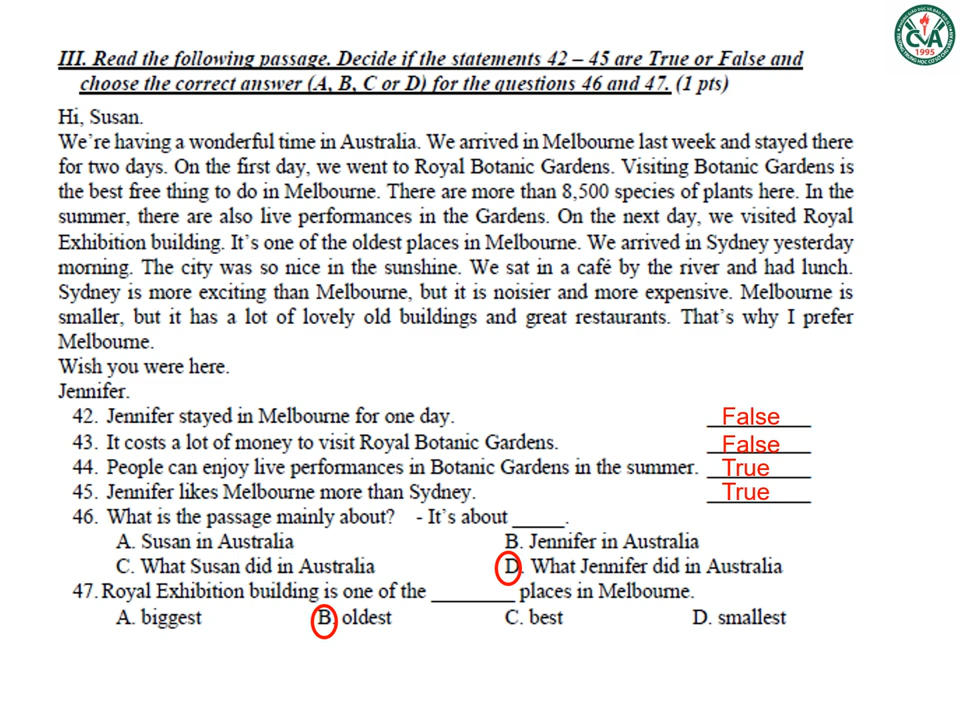 CVA
1995
III. Read the following passage. Decide if the statements 42 – 45 are True or False and
choose the correct answer (A, B, C or D) for the questions 46 and 47. (1 pts)
Hi, Susan.
We're having a wonderful time in Australia. We arrived in Melbourne last week and stayed there
for two days. On the first day, we went to Royal Botanic Gardens. Visiting Botanic Gardens is
the best free thing to do in Melbourne. There are more than 8,500 species of plants here. In the
summer, there are also live performances in the Gardens. On the next day, we visited Royal
Exhibition building. It's one of the oldest places in Melbourne. We arrived in Sydney yesterday
morning. The city was so nice in the sunshine. We sat in a café by the river and had lunch.
Sydney is more exciting than Melbourne, but it is noisier and more expensive. Melbourne is
smaller, but it has a lot of lovely old buildings and great restaurants. That's why I prefer
Melbourne.
Wish you were here.
Jennifer.
42. Jennifer stayed in Melbourne for one day. False
43. It costs a lot of money to visit Royal Botanic Gardens. False
44. People can enjoy live performances in Botanic Gardens in the summer. True
45. Jennifer likes Melbourne more than Sydney. True
46. What is the passage mainly about? - It's about _____.
A. Susan in Australia B. Jennifer in Australia
C. What Susan did in Australia D. What Jennifer did in Australia
47. Royal Exhibition building is one of the ________ places in Melbourne.
A. biggest B. oldest C. best D. smallest